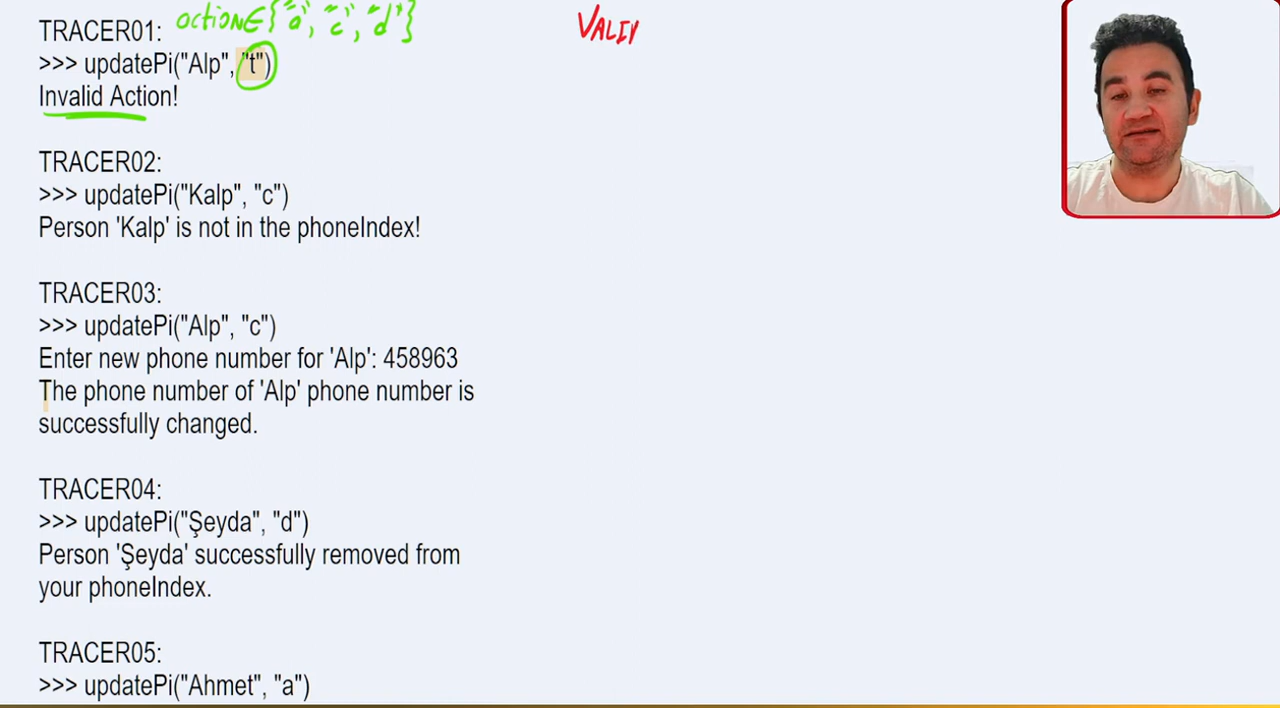 TRACER01: action∈{"a", "c", "d"}
VALIV
>>> updatePi("Alp", "t")
Invalid Action!
TRACER02:
>>> updatePi("Kalp", "c")
Person 'Kalp' is not in the phoneIndex!
TRACER03:
>>> updatePi("Alp", "c")
Enter new phone number for 'Alp': 458963
The phone number of 'Alp' phone number is
successfully changed.
TRACER04:
>>> updatePi("Şeyda", "d")
Person 'Şeyda' successfully removed from
your phoneIndex.
TRACER05:
>>> updatePi("Ahmet", "a")